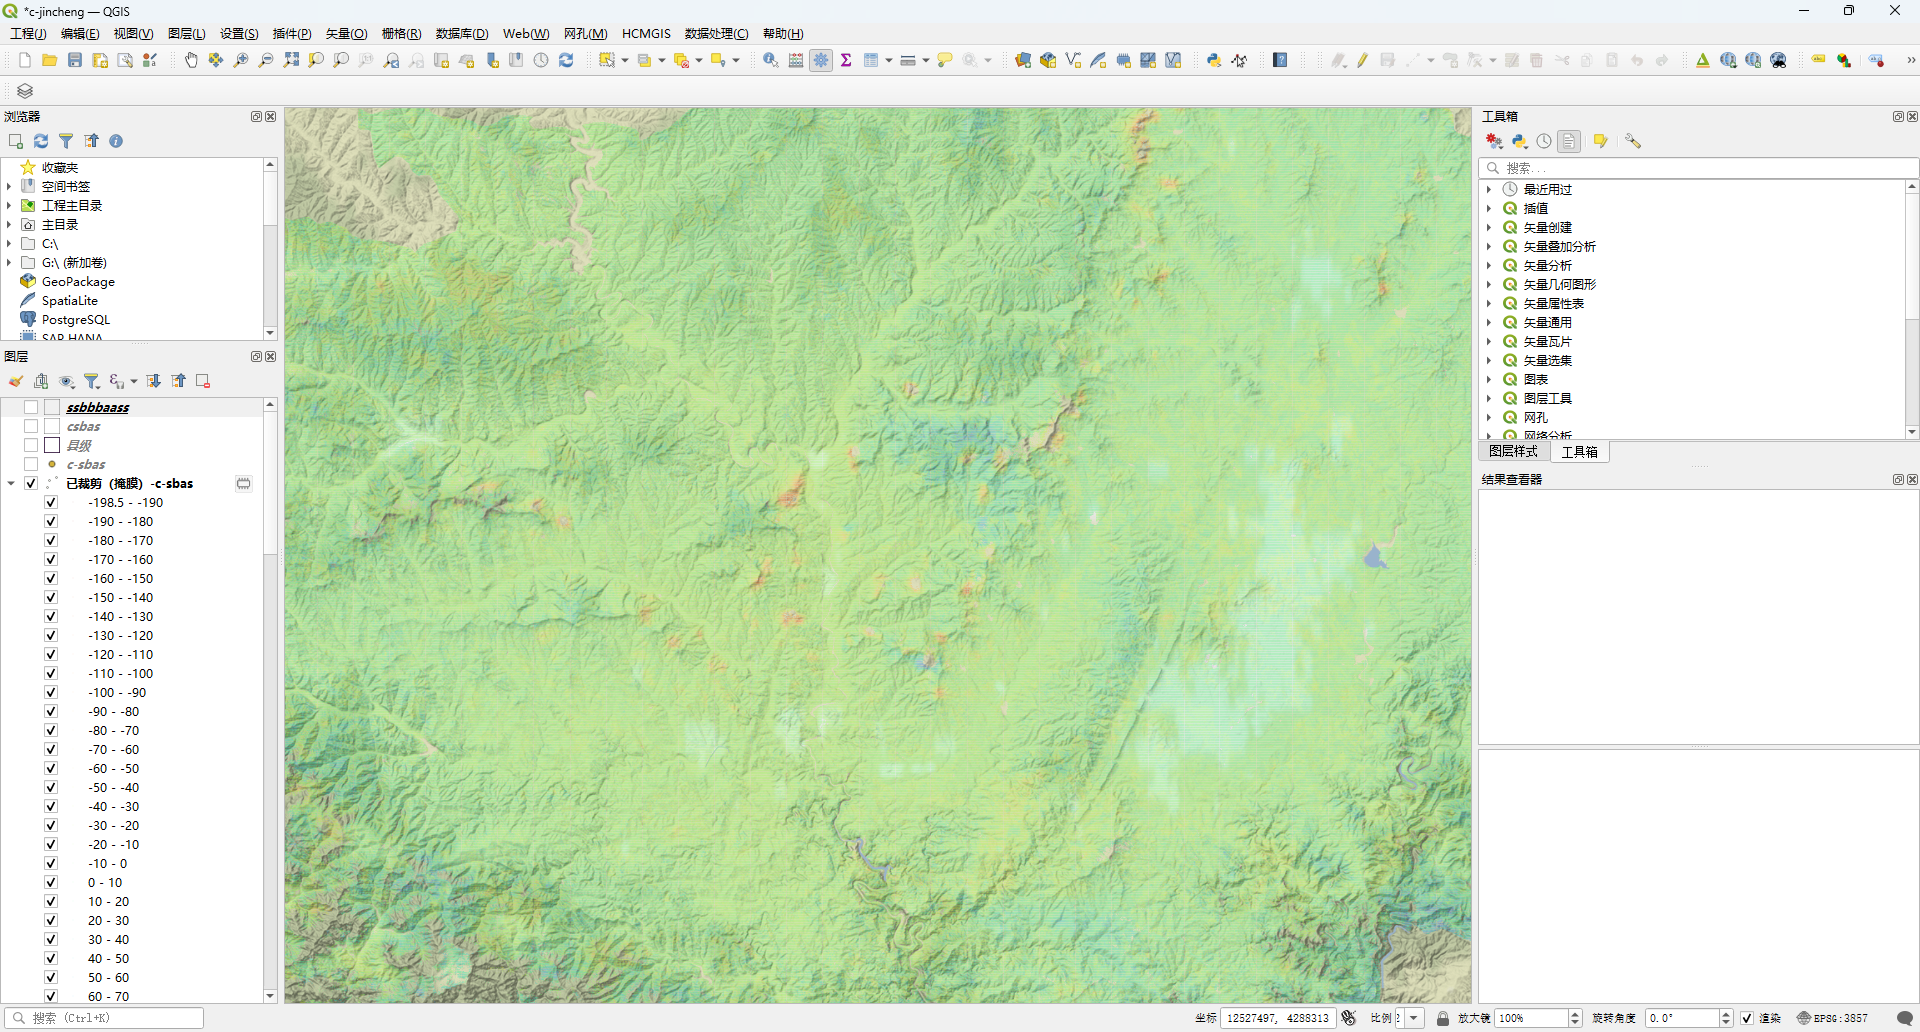 *c-jincheng — QGIS
工程(J) 编辑(E) 视图(V) 图层(L) 设置(S) 插件(P) 矢量(O) 栅格(R) 数据库(D) Web(W) 网孔(M) HCMGIS 数据处理(C) 帮助(H)
浏览器
收藏夹
空间书签
工程主目录
主目录
C:\
G:\ (新加卷)
GeoPackage
SpatiaLite
PostgreSQL
SAP HANA
图层
ssbbbaass
csbas
县级
c-sbas
已裁剪（掩膜）-c-sbas
-198.5 - -190
-190 - -180
-180 - -170
-170 - -160
-160 - -150
-150 - -140
-140 - -130
-130 - -120
-120 - -110
-110 - -100
-100 - -90
-90 - -80
-80 - -70
-70 - -60
-60 - -50
-50 - -40
-40 - -30
-30 - -20
-20 - -10
-10 - 0
0 - 10
10 - 20
20 - 30
30 - 40
40 - 50
50 - 60
60 - 70
工具箱
搜索...
最近用过
插值
矢量创建
矢量叠加分析
矢量分析
矢量几何图形
矢量属性表
矢量通用
矢量瓦片
矢量选集
图表
图层工具
网孔
网络分析
图层样式 工具箱
结果查看器
搜索 (Ctrl+K)
坐标 12527497, 4288313 比例 放大镜 100% 旋转角度 0.0° 渲染 EPSG:3857